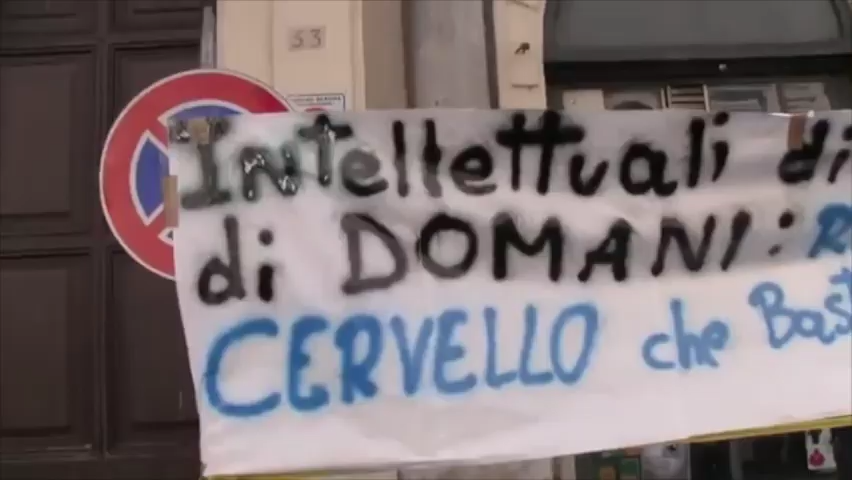 53
Intellettuali di
di DOMANI:
CERVELLO che Bast